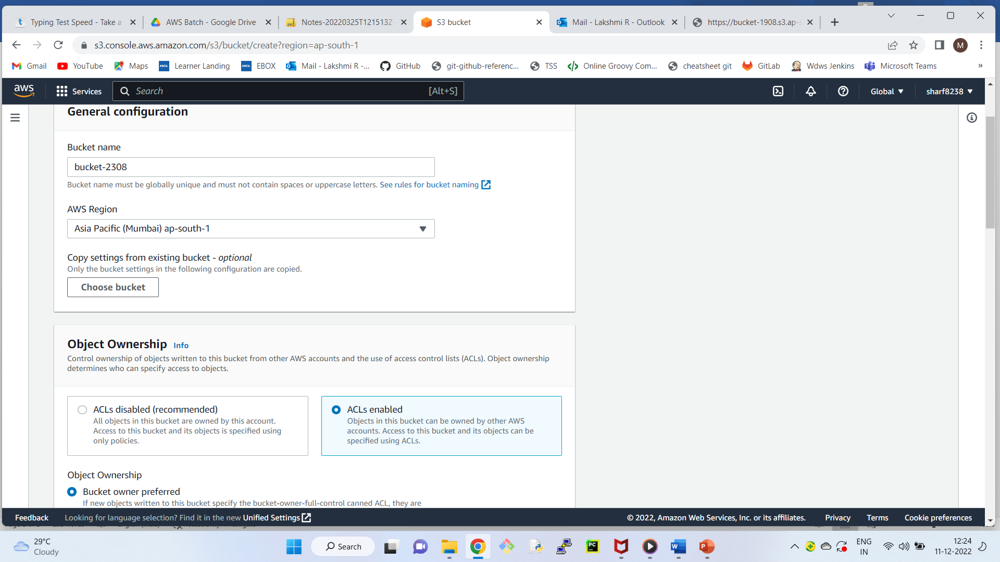 Typing Test Speed - Take a
AWS Batch - Google Drive
Notes-20220325T121513Z-
S3 bucket
Mail - Lakshmi R - Outlook
https://bucket-1908.s3.ap-s
s3.console.aws.amazon.com/s3/bucket/create?region=ap-south-1
M
Gmail
YouTube
Maps
HCL
Learner Landing
HCL
EBOX
Mail - Lakshmi R -...
GitHub
git-github-referenc...
TSS
Online Groovy Com...
cheatsheet git
GitLab
Wdws Jenkins
Microsoft Teams
»
aws
Services
Search
[Alt+S]
Global
sharf8238
General configuration
Bucket name
bucket-2308
Bucket name must be globally unique and must not contain spaces or uppercase letters. See rules for bucket naming
AWS Region
Asia Pacific (Mumbai) ap-south-1
Copy settings from existing bucket - optional
Only the bucket settings in the following configuration are copied.
Choose bucket
Object Ownership Info
Control ownership of objects written to this bucket from other AWS accounts and the use of access control lists (ACLs). Object ownership
determines who can specify access to objects.
ACLs disabled (recommended)
All objects in this bucket are owned by this account.
Access to this bucket and its objects is specified using
only policies.
ACLs enabled
Objects in this bucket can be owned by other AWS
accounts. Access to this bucket and its objects can be
specified using ACLs.
Object Ownership
Bucket owner preferred
If new objects written to this bucket specify the bucket-owner-full-control canned ACL, they are
Feedback
Looking for language selection? Find it in the new Unified Settings
© 2022, Amazon Web Services, Inc. or its affiliates.
Privacy
Terms
Cookie preferences
29°C
Cloudy
Search
PC
W
P
ENG
IN
12:24
11-12-2022